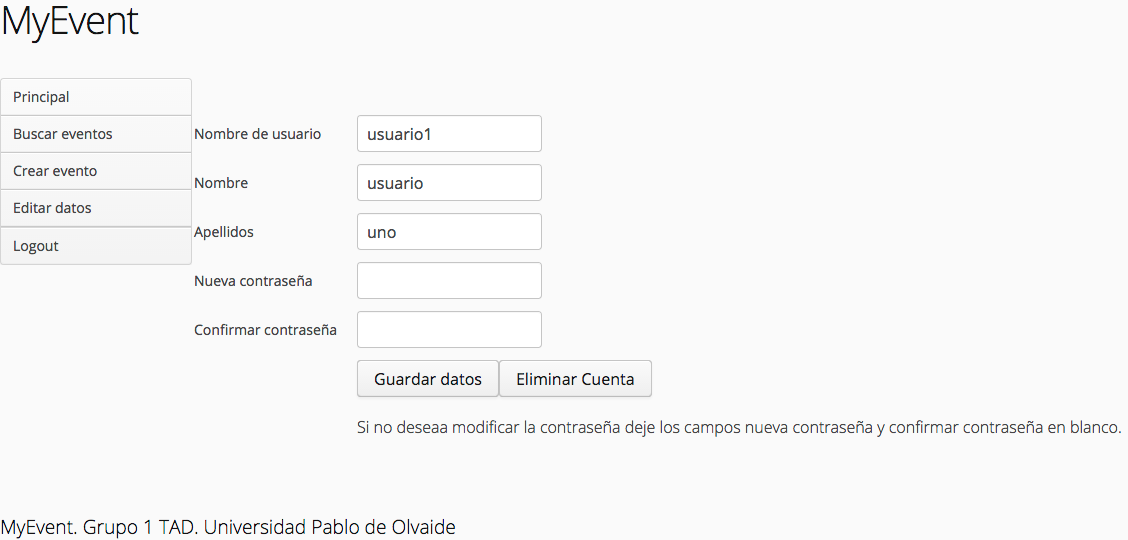 MyEvent
Principal
Buscar eventos
Crear evento
Editar datos
Logout
Nombre de usuario usuario1
Nombre usuario
Apellidos uno
Nueva contraseña
Confirmar contraseña
Guardar datos Eliminar Cuenta
Si no deseaa modificar la contraseña deje los campos nueva contraseña y confirmar contraseña en blanco.
MyEvent. Grupo 1 TAD. Universidad Pablo de Olvaide